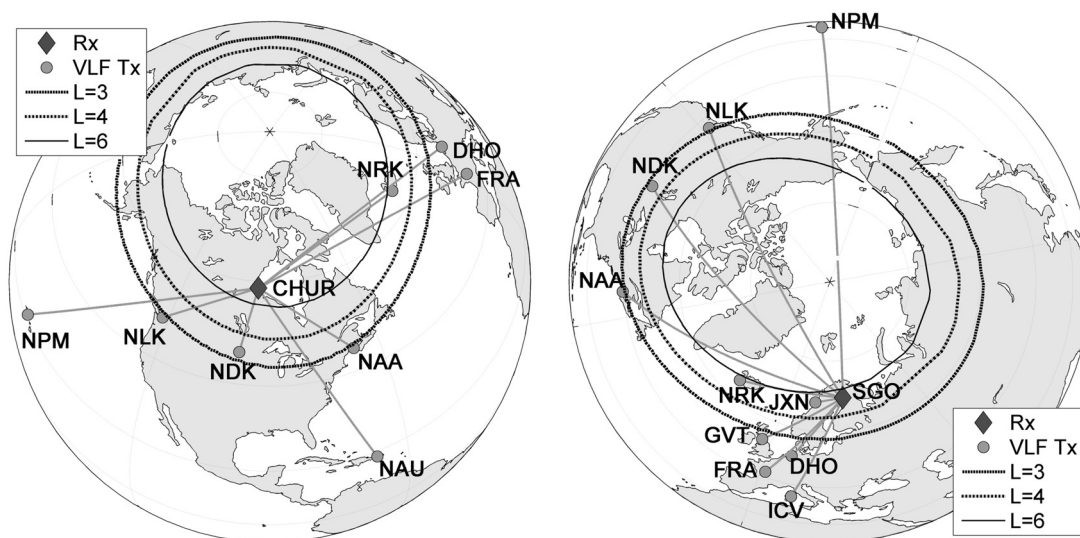 Rx
VLF Tx
L=3
L=4
L=6
DHO
NRK
FRA
CHUR
NPM
NLK
NAA
NDK
NAU
NPM
NLK
NDK
NAA
NRK
SGO
JXN
GVT
DHO
FRA
ICV
Rx
VLF Tx
L=3
L=4
L=6